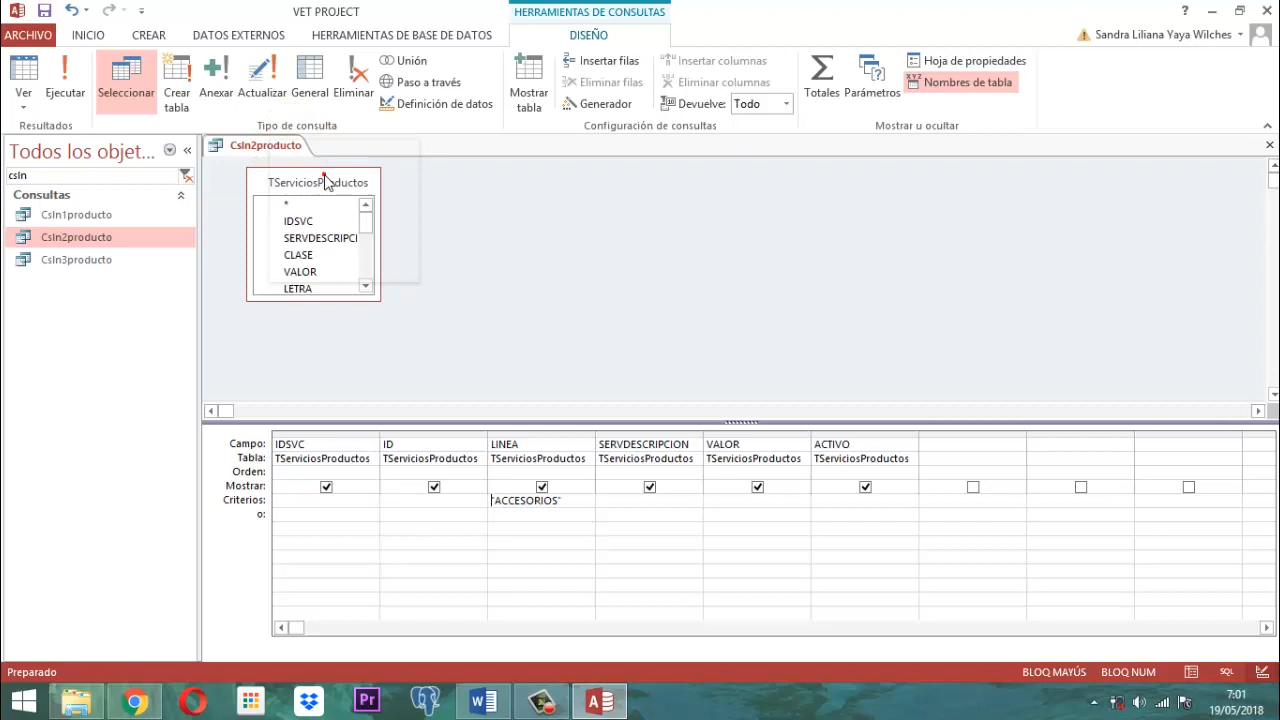 VET PROJECT
HERRAMIENTAS DE CONSULTAS
?
ARCHIVO INICIO CREAR DATOS EXTERNOS HERRAMIENTAS DE BASE DE DATOS DISEÑO
Sandra Liliana Yaya Wilches
Ver
Ejecutar
Resultados
Seleccionar
Crear tabla
Anexar
Actualizar
General
Eliminar
Unión
Paso a través
Definición de datos
Tipo de consulta
Mostrar tabla
Insertar filas
Eliminar filas
Generador
Insertar columnas
Eliminar columnas
Devuelve: Todo
Configuración de consultas
Totales
Parámetros
Hoja de propiedades
Nombres de tabla
Mostrar u ocultar
Todos los objet...
csln
Consultas
Csln1producto
Csln2producto
Csln3producto
Csln2producto
TServiciosProductos
*
IDSVC
SERVDESCRIPCI
CLASE
VALOR
LETRA
Campo: IDSVC ID LINEA SERVDESCRIPCION VALOR ACTIVO
Tabla: TServiciosProductos TServiciosProductos TServiciosProductos TServiciosProductos TServiciosProductos TServiciosProductos
Orden:
Mostrar:
Criterios: "ACCESORIOS"
o:
Preparado
BLOQ MAYÚS BLOQ NUM SQL
Pr
7:01
19/05/2018